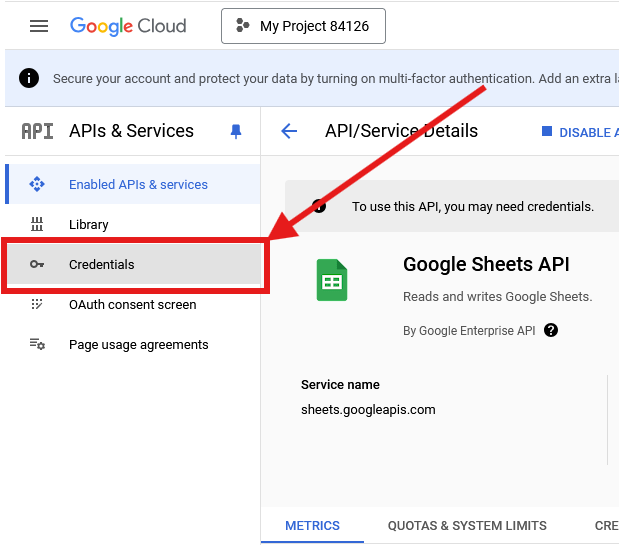 Google Cloud
My Project 84126
Secure your account and protect your data by turning on multi-factor authentication. Add an extra la
API APIs & Services
API/Service Details
DISABLE A
Enabled APIs & services
Library
Credentials
OAuth consent screen
Page usage agreements
To use this API, you may need credentials.
Google Sheets API
Reads and writes Google Sheets.
By Google Enterprise API
Service name
sheets.googleapis.com
METRICS
QUOTAS & SYSTEM LIMITS
CRE